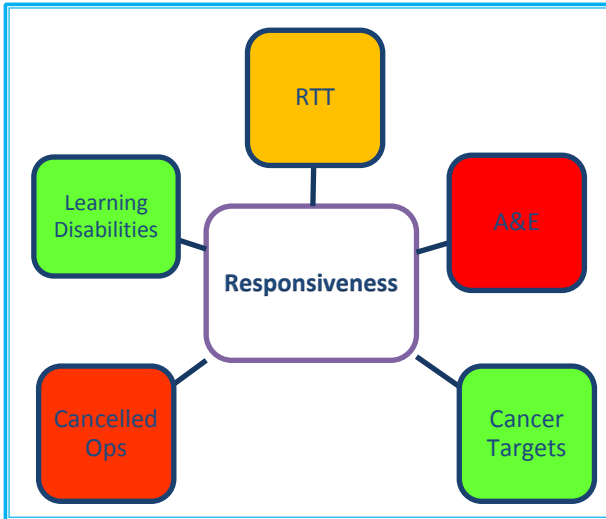 RTT
Learning
Disabilities
A&E
Responsiveness
Cancelled
Ops
Cancer
Targets